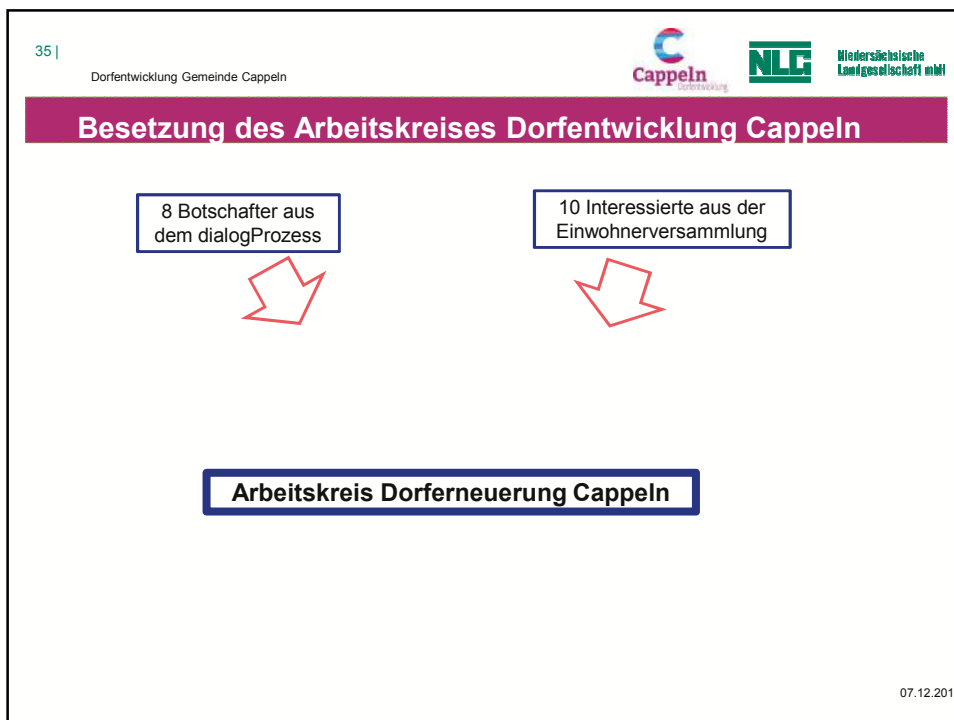 35 |
Dorfentwicklung Gemeinde Cappeln
Cappeln
Dorfentwicklung
NLG
Niedersächsische
Landgesellschaft mbH
Besetzung des Arbeitskreises Dorfentwicklung Cappeln
8 Botschafter aus
dem dialogProzess
10 Interessierte aus der
Einwohnerversammlung
Arbeitskreis Dorferneuerung Cappeln
07.12.201